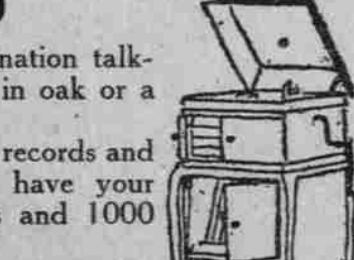 nation talk-
in oak or a
records and
have your
and 1000